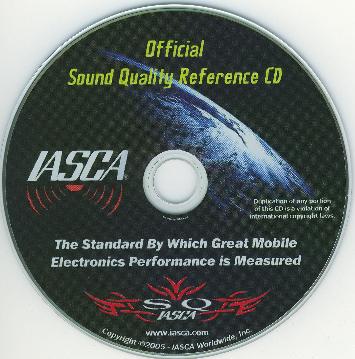 Official
Sound Quality Reference CD
IASCA®
Duplication of any portion
of this CD is a violation of
international copyright laws.
The Standard By Which Great Mobile
Electronics Performance is Measured
SQ
IASCA
www.iasca.com
Copyright ©2005 - IASCA Worldwide, Inc.